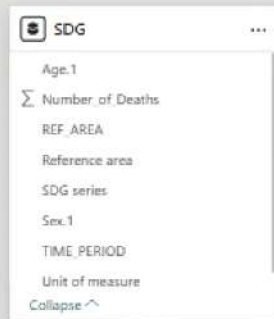 SDG
Age.1
Number_of_Deaths
REF_AREA
Reference area
SDG series
Sex.1
TIME_PERIOD
Unit of measure
Collapse